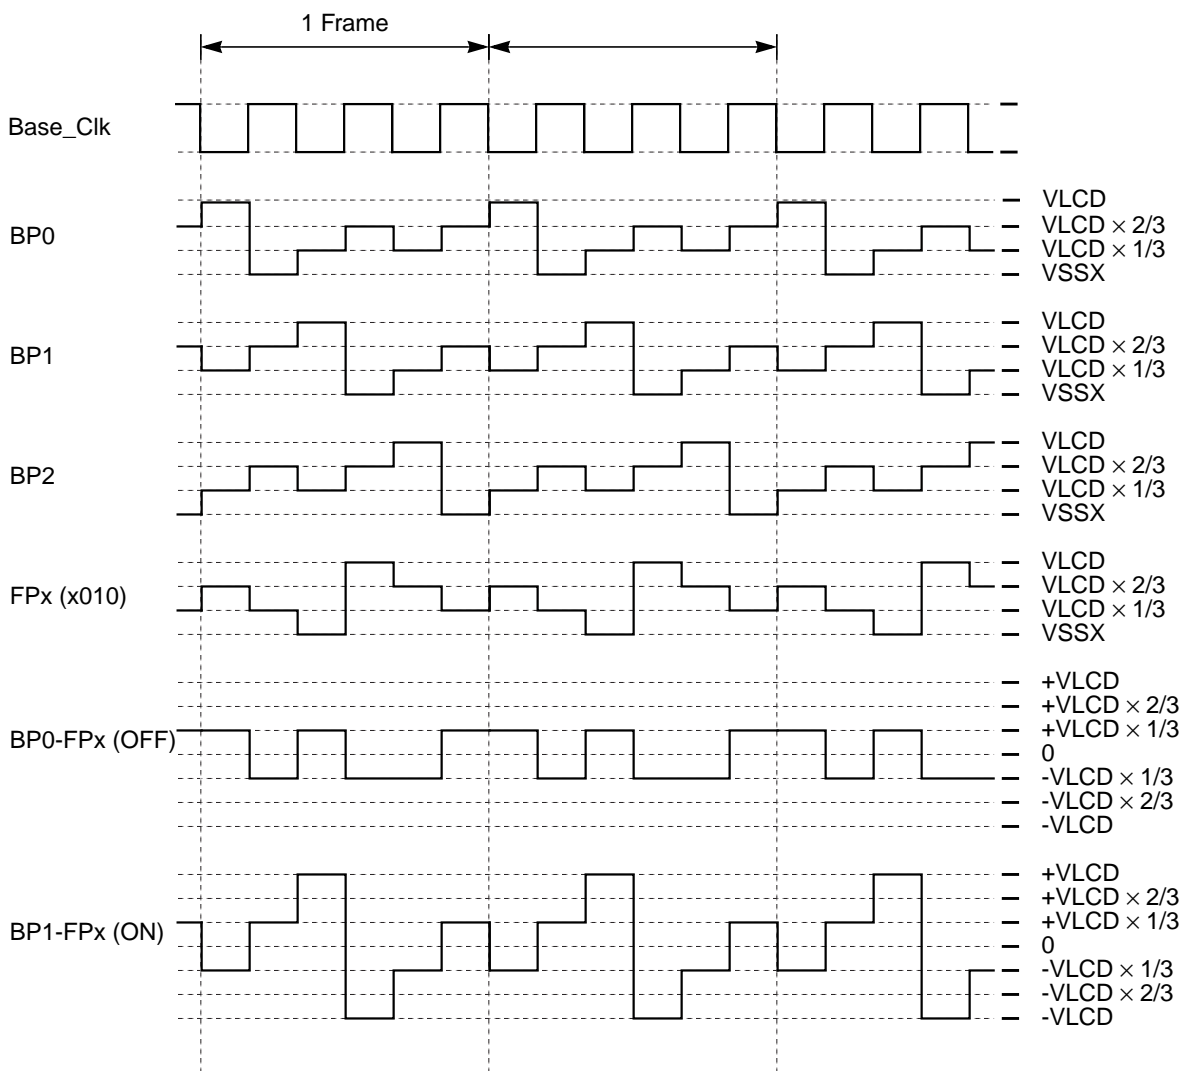 1 Frame
Base_Clk
BP0
VLCD
VLCD × 2/3
VLCD × 1/3
VSSX
BP1
VLCD
VLCD × 2/3
VLCD × 1/3
VSSX
BP2
VLCD
VLCD × 2/3
VLCD × 1/3
VSSX
FPx (x010)
VLCD
VLCD × 2/3
VLCD × 1/3
VSSX
BP0-FPx (OFF)
+VLCD
+VLCD × 2/3
+VLCD × 1/3
0
-VLCD × 1/3
-VLCD × 2/3
-VLCD
BP1-FPx (ON)
+VLCD
+VLCD × 2/3
+VLCD × 1/3
0
-VLCD × 1/3
-VLCD × 2/3
-VLCD